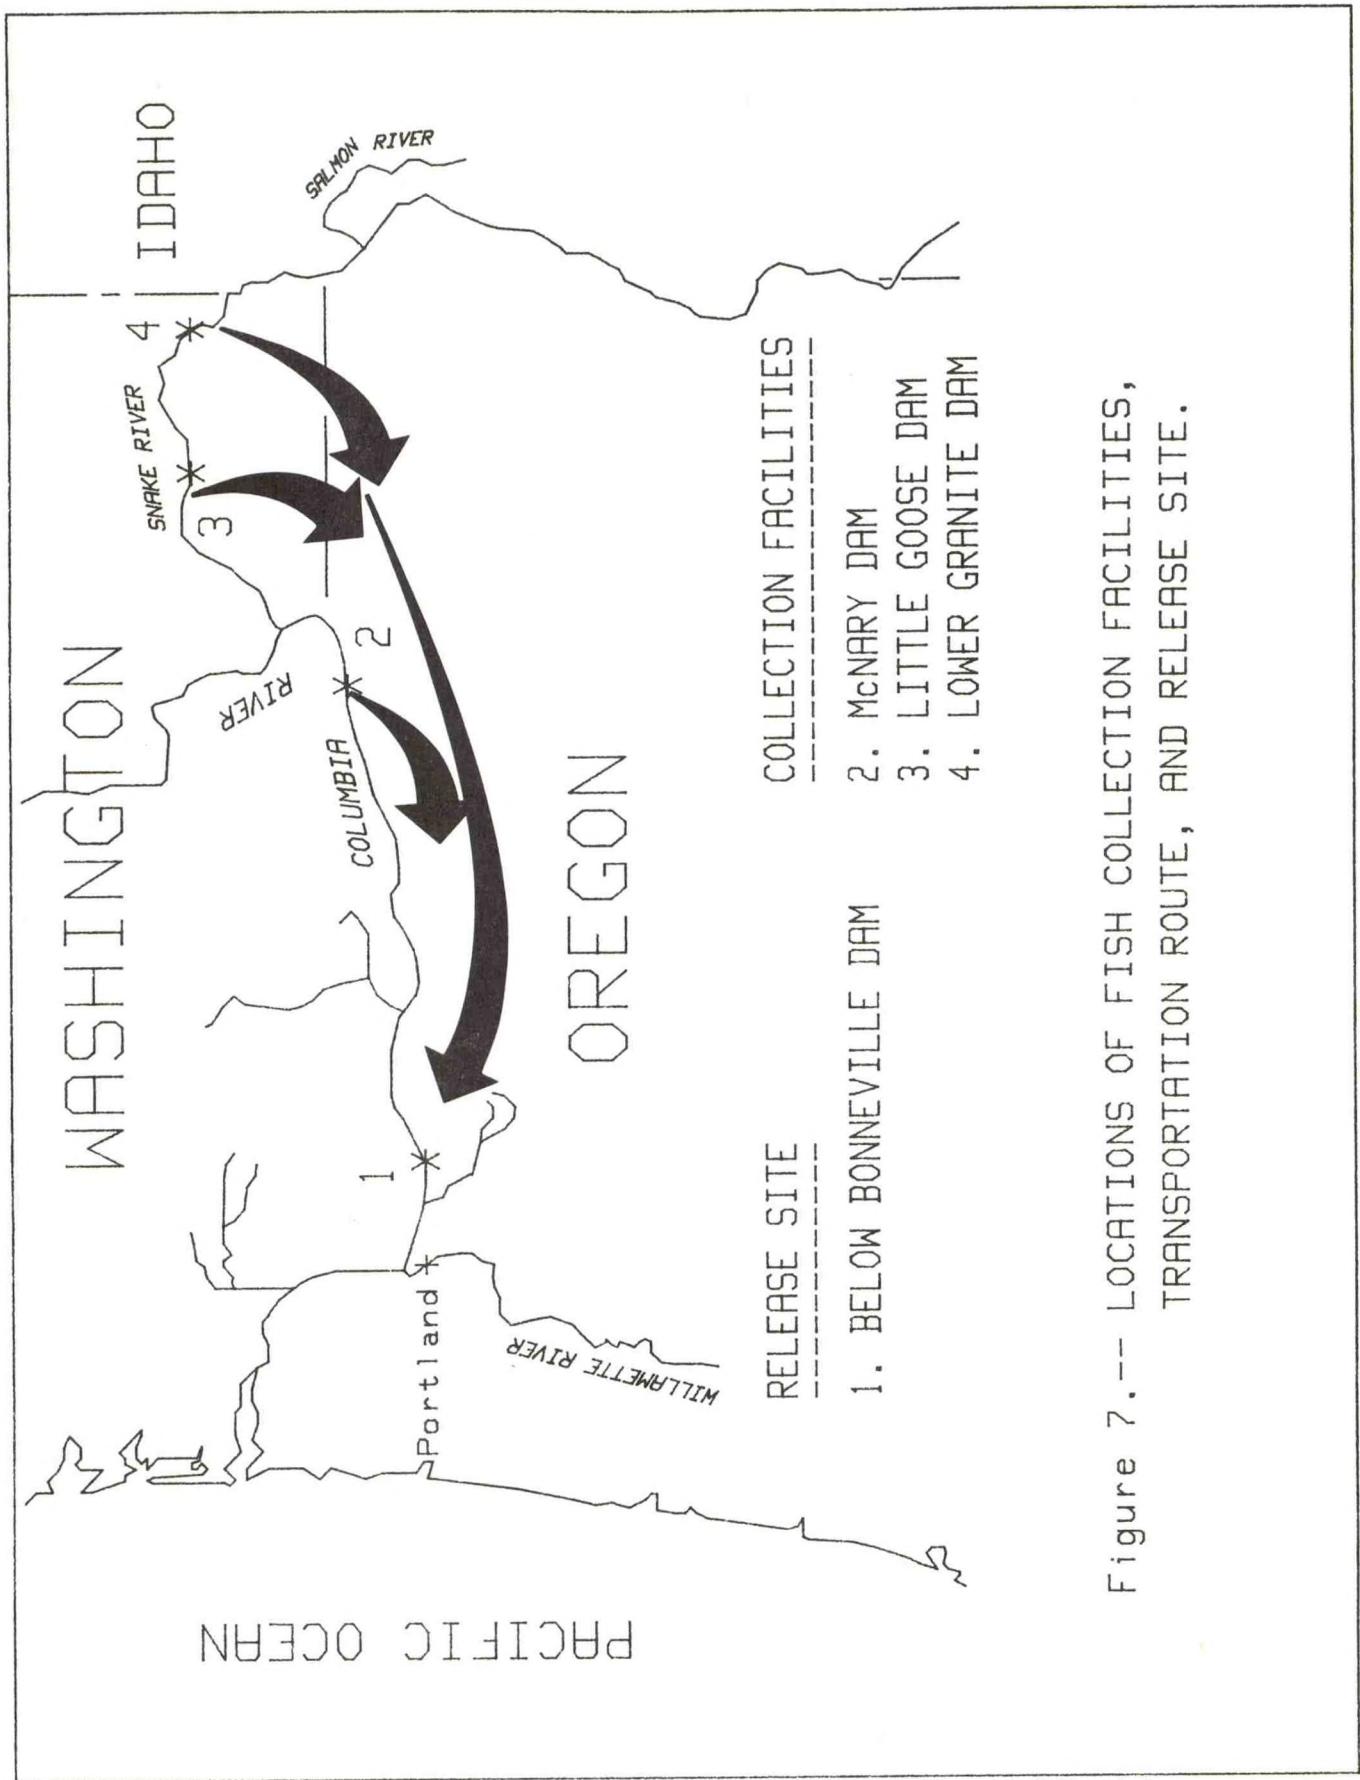 WASHINGTON
IDAHO
SNAKE RIVER
4
3
SALMON RIVER
RIVER
COLUMBIA
2
1
Portland
WILLAMETTE RIVER
PACIFIC OCEAN
OREGON
RELEASE SITE
1. BELOW BONNEVILLE DAM
COLLECTION FACILITIES
2. McNARY DAM
3. LITTLE GOOSE DAM
4. LOWER GRANITE DAM
Figure 7.-- LOCATIONS OF FISH COLLECTION FACILITIES,
TRANSPORTATION ROUTE, AND RELEASE SITE.